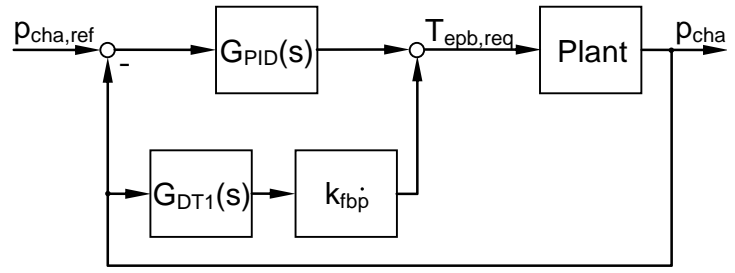 p_cha,ref
-
G_PID(s)
T_epb,req
Plant
p_cha
G_DT1(s)
k_fbṗ